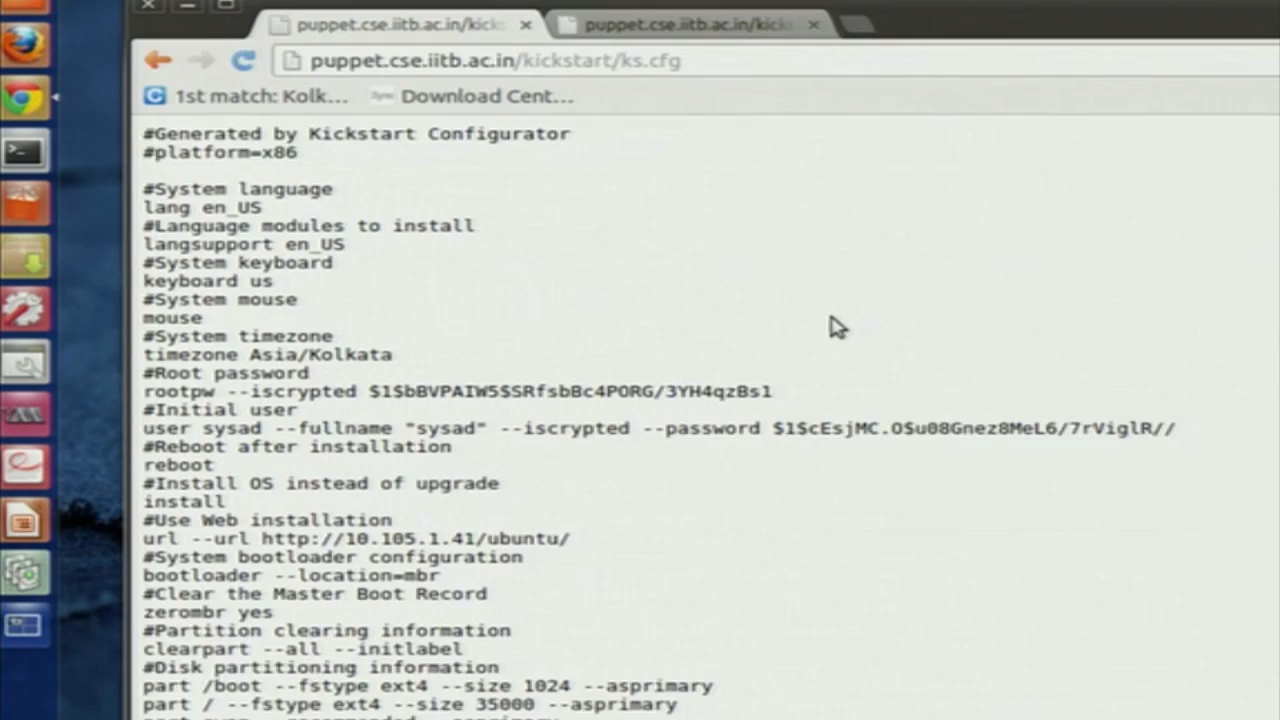 puppet.cse.iitb.ac.in/kicks
puppet.cse.iitb.ac.in/kick
puppet.cse.iitb.ac.in/kickstart/ks.cfg
1st match: Kolk... Download Cent...
#Generated by Kickstart Configurator
#platform=x86
#System language
lang en_US
#Language modules to install
langsupport en_US
#System keyboard
keyboard us
#System mouse
mouse
#System timezone
timezone Asia/Kolkata
#Root password
rootpw --iscrypted $1$bBVPAIW5$SRfsbBc4PORG/3YH4qzBs1
#Initial user
user sysad --fullname "sysad" --iscrypted --password $1$cEsjMC.O$u08Gnez8MeL6/7rViglR//
#Reboot after installation
reboot
#Install OS instead of upgrade
install
#Use Web installation
url --url http://10.105.1.41/ubuntu/
#System bootloader configuration
bootloader --location=mbr
#Clear the Master Boot Record
zerombr yes
#Partition clearing information
clearpart --all --initlabel
#Disk partitioning information
part /boot --fstype ext4 --size 1024 --asprimary
part / --fstype ext4 --size 35000 --asprimary